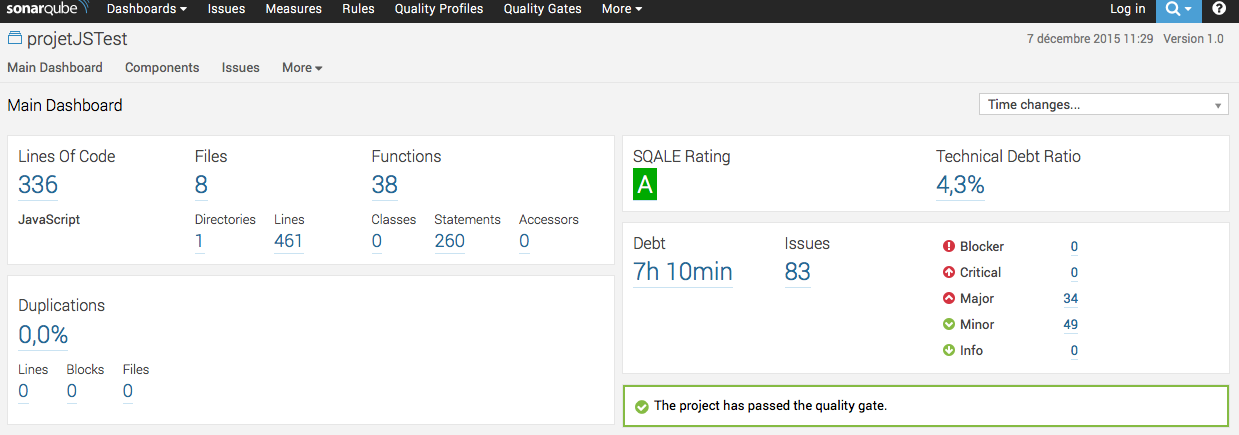 sonarqube Dashboards Issues Measures Rules Quality Profiles Quality Gates More Log in
projetJSTest 7 décembre 2015 11:29 Version 1.0
Main Dashboard Components Issues More
Main Dashboard Time changes...
Lines Of Code Files Functions
336 8 38
JavaScript Directories Lines Classes Statements Accessors
1 461 0 260 0
Duplications
0,0%
Lines Blocks Files
0 0 0
SQALE Rating Technical Debt Ratio
A 4,3%
Debt Issues
7h 10min 83
Blocker 0
Critical 0
Major 34
Minor 49
Info 0
The project has passed the quality gate.